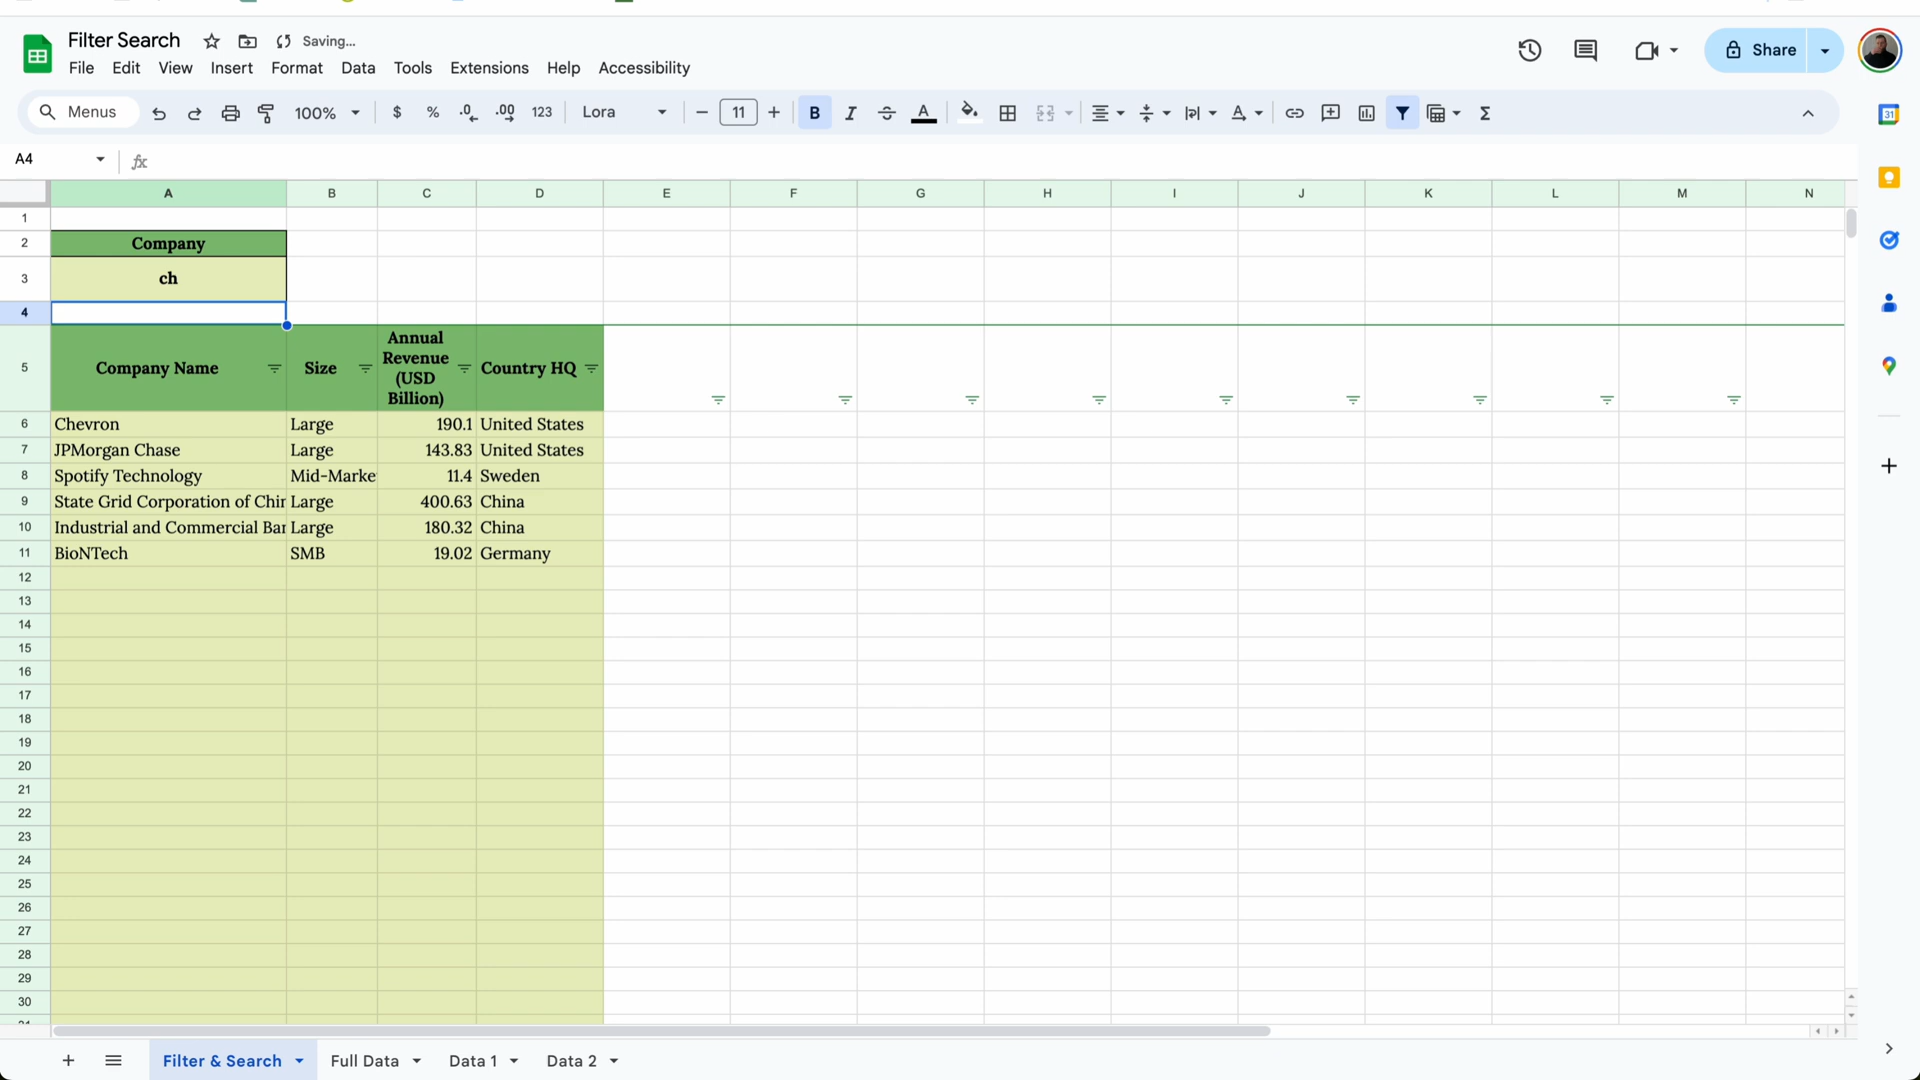 Filter Search
Saving...
File Edit View Insert Format Data Tools Extensions Help Accessibility
Share
Menus 100% $ % .0 .00 123 Lora 11 B I A Σ
31
A4 fx
A B C D E F G H I J K L M N
1
2 Company
3 ch
4
5 Company Name Size Annual Revenue (USD Billion) Country HQ
6 Chevron Large 190.1 United States
7 JPMorgan Chase Large 143.83 United States
8 Spotify Technology Mid-Marke 11.4 Sweden
9 State Grid Corporation of Chin Large 400.63 China
10 Industrial and Commercial Ban Large 180.32 China
11 BioNTech SMB 19.02 Germany
12
13
14
15
16
17
18
19
20
21
22
23
24
25
26
27
28
29
30
Filter & Search Full Data Data 1 Data 2